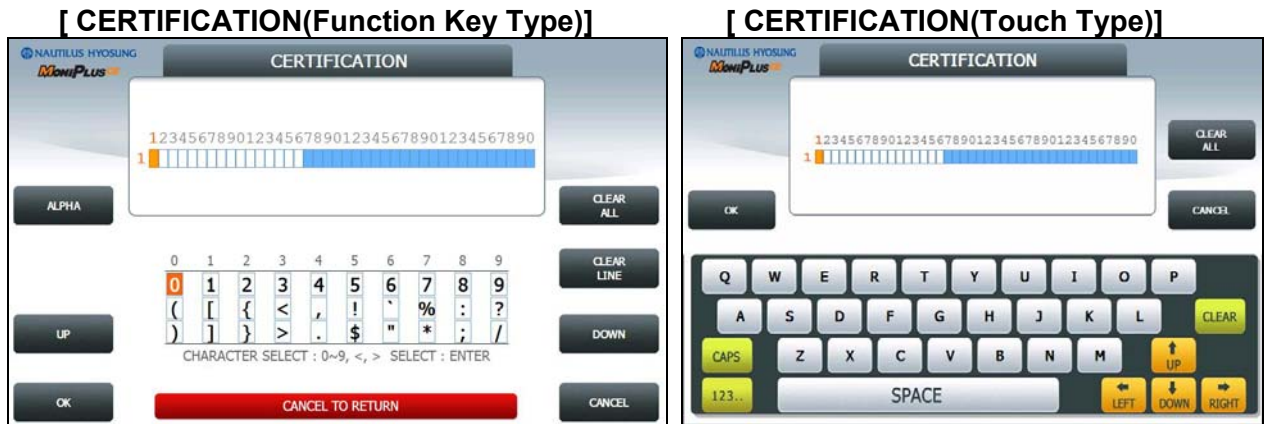 [ CERTIFICATION(Function Key Type)]
NAUTILUS HYOSUNG
MoniPlus CE
CERTIFICATION
1234567890123456789012345678901234567890
1
ALPHA
CLEAR ALL
0 1 2 3 4 5 6 7 8 9
0 1 2 3 4 5 6 7 8 9
( [ { < , ! ` % : ?
) ] } > . $ " * ; /
CLEAR LINE
UP
DOWN
CHARACTER SELECT : 0~9, <, > SELECT : ENTER
OK
CANCEL TO RETURN
CANCEL
[ CERTIFICATION(Touch Type)]
NAUTILUS HYOSUNG
MoniPlus CE
CERTIFICATION
1234567890123456789012345678901234567890
1
CLEAR ALL
OK
CANCEL
Q W E R T Y U I O P
A S D F G H J K L CLEAR
CAPS Z X C V B N M UP
123.. SPACE LEFT DOWN RIGHT